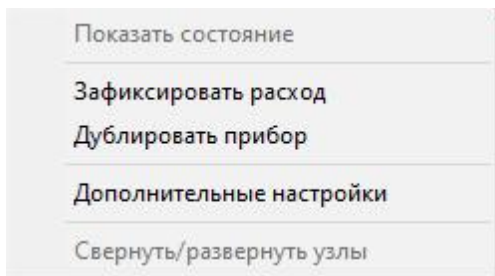 Показать состояние
Зафиксировать расход
Дублировать прибор
Дополнительные настройки
Свернуть/развернуть узлы